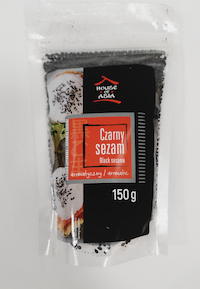 HOUSE
OF
ASIA
Czarny
sezam
Black sesame
aromatyczny / aromatic
150 g